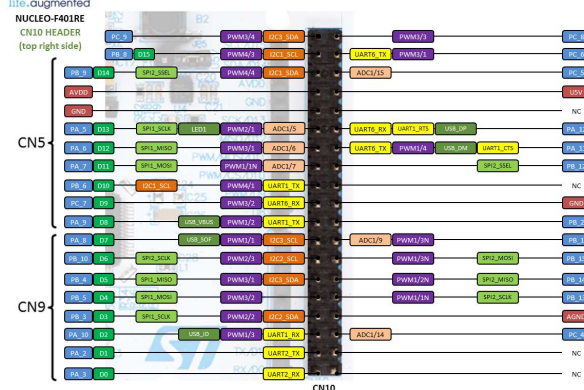 life.augmented
NUCLEO-F401RE
CN10 HEADER
(top right side)
PC_9 PWM3/4 I2C3_SDA PWM3/3
PB_8 D15 PWM4/3 I2C1_SCL UART6_TX PWM3/1
PB_9 D14 SPI2_SSEL PWM4/4 I2C1_SDA ADC1/15
AVDD U5V
GND NC
CN5
PA_5 D13 SPI1_SCLK LED1 PWM2/1 ADC1/5 UART6_RX UART1_RTS USB_DP
PA_6 D12 SPI1_MISO PWM3/1 ADC1/6 UART6_TX PWM1/4 USB_DM UART1_CTS
PA_7 D11 SPI1_MOSI PWM1/1N ADC1/7 SPI2_SSEL
PB_6 D10 I2C1_SCL PWM4/1 UART1_TX NC
PC_7 D9 PWM3/2 UART6_RX GND
PA_9 D8 USB_VBUS PWM1/2 UART1_TX
PA_8 D7 USB_SOF PWM1/1 I2C3_SCL ADC1/9 PWM1/3N
PB_10 D6 SPI2_SCLK PWM2/3 I2C2_SCL PWM1/3N SPI2_MOSI
PB_4 D5 SPI1_MISO PWM3/1 I2C3_SDA PWM1/2N SPI2_MISO
CN9
PB_5 D4 SPI1_MOSI PWM3/2 PWM1/1N SPI2_SCLK
PB_3 D3 SPI1_SCLK PWM2/2 I2C2_SDA AGND
PA_10 D2 USB_ID PWM1/3 UART1_RX ADC1/14 PC_4
PA_2 D1 UART2_TX NC
PA_3 D0 UART2_RX NC
CN10